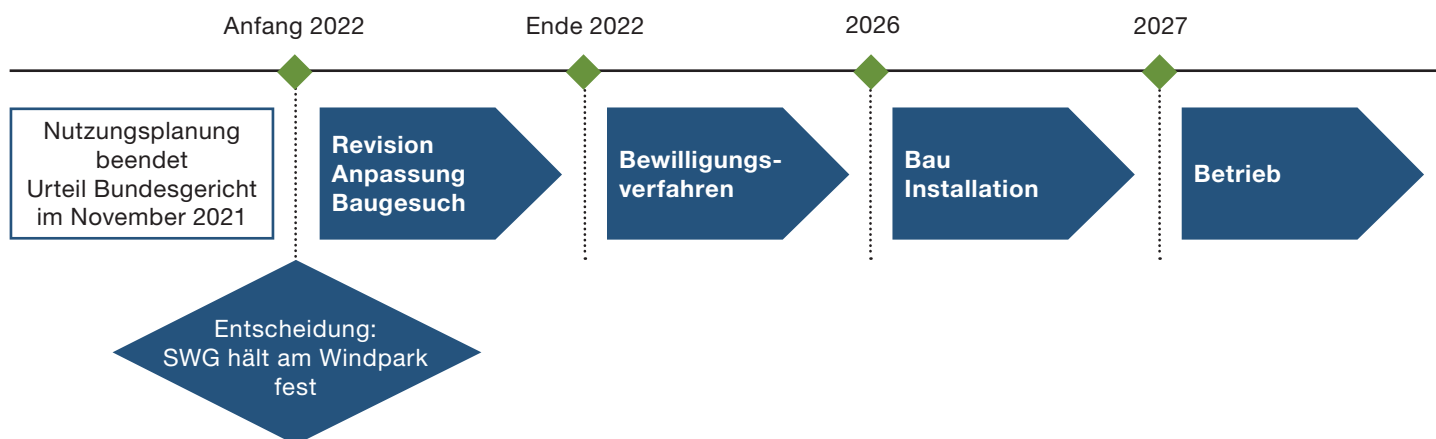 Anfang 2022
Ende 2022
2026
2027
Nutzungsplanung
beendet
Urteil Bundesgericht
im November 2021
Revision
Anpassung
Baugesuch
Bewilligungs-
verfahren
Bau
Installation
Betrieb
Entscheidung:
SWG hält am Windpark
fest